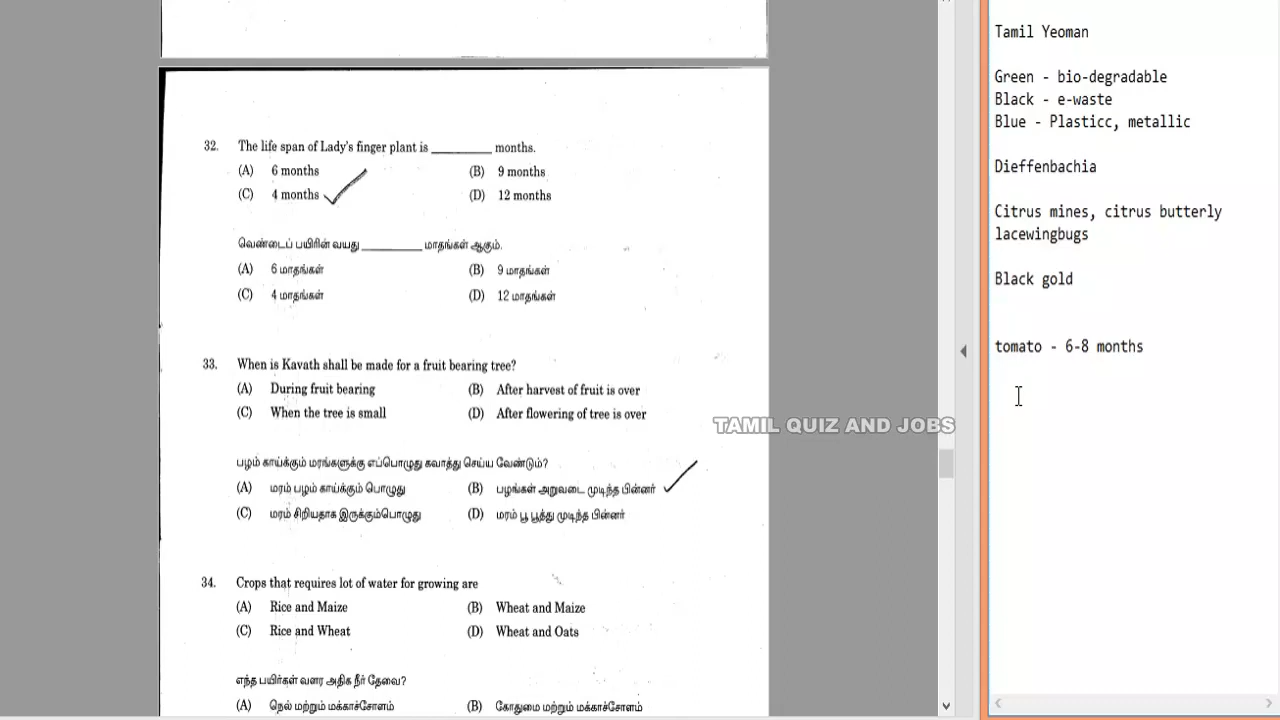 32. The life span of Lady's finger plant is ________ months.
(A) 6 months (B) 9 months
(C) 4 months (D) 12 months
வெண்டைப் பயிரின் வயது ________ மாதங்கள் ஆகும்.
(A) 6 மாதங்கள் (B) 9 மாதங்கள்
(C) 4 மாதங்கள் (D) 12 மாதங்கள்
33. When is Kavath shall be made for a fruit bearing tree?
(A) During fruit bearing (B) After harvest of fruit is over
(C) When the tree is small (D) After flowering of tree is over
பழம் காய்க்கும் மரங்களுக்கு எப்பொழுது கவாத்து செய்ய வேண்டும்?
(A) மரம் பழம் காய்க்கும் பொழுது (B) பழங்கள் அறுவடை முடிந்த பின்னர்
(C) மரம் சிறியதாக இருக்கும்பொழுது (D) மரம் பூ பூத்து முடிந்த பின்னர்
34. Crops that requires lot of water for growing are
(A) Rice and Maize (B) Wheat and Maize
(C) Rice and Wheat (D) Wheat and Oats
எந்த பயிர்கள் வளர அதிக நீர் தேவை?
(A) நெல் மற்றும் மக்காச்சோளம் (B) கோதுமை மற்றும் மக்காச்சோளம்
TAMIL QUIZ AND JOBS
Tamil Yeoman
Green - bio-degradable
Black - e-waste
Blue - Plasticc, metallic
Dieffenbachia
Citrus mines, citrus butterly
lacewingbugs
Black gold
tomato - 6-8 months